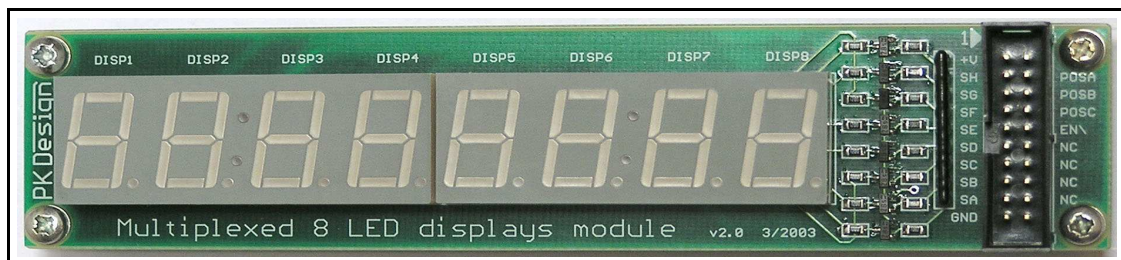 DISP1 DISP2 DISP3 DISP4 DISP5 DISP6 DISP7 DISP8
PK Design
1
+V
SH POSA
SG POSB
SF POSC
SE EN\
SD NC
SC NC
SB NC
SA NC
GND
Multiplexed 8 LED displays module v2.0 3/2003